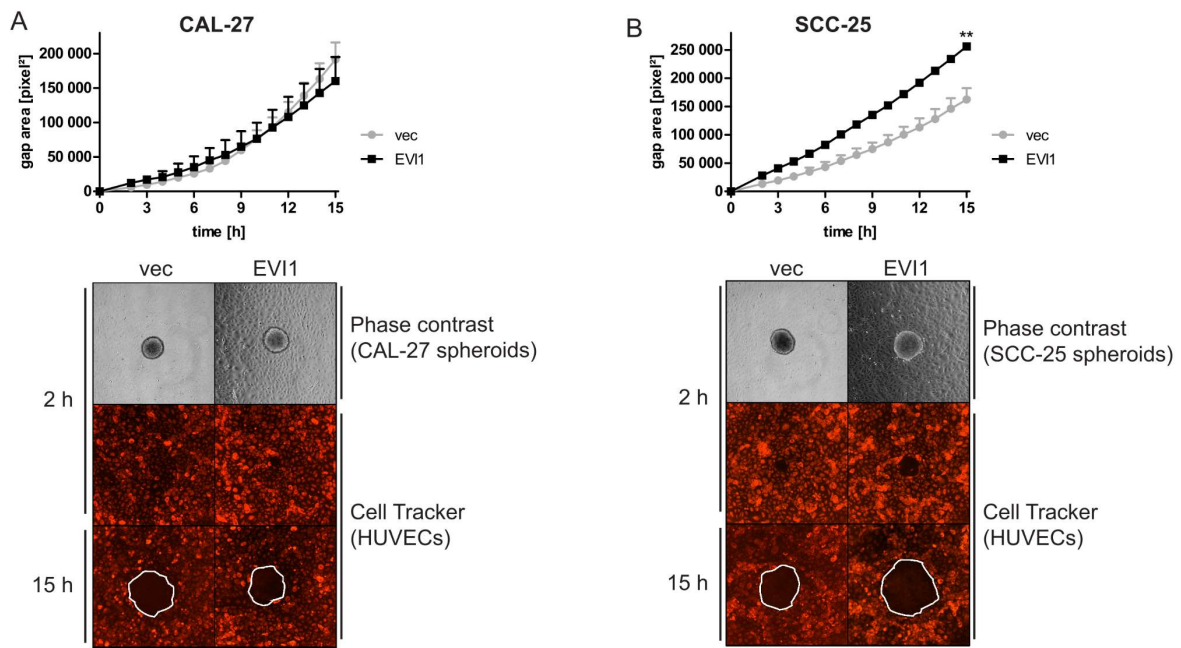 A
CAL-27
gap area [pixel²]
200 000
150 000
100 000
50 000
0
0 3 6 9 12 15
time [h]
vec
EVI1
vec EVI1
2 h
15 h
Phase contrast
(CAL-27 spheroids)
Cell Tracker
(HUVECs)
B
SCC-25
gap area [pixel²]
250 000
200 000
150 000
100 000
50 000
0
0 3 6 9 12 15
time [h]
**
vec
EVI1
vec EVI1
2 h
15 h
Phase contrast
(SCC-25 spheroids)
Cell Tracker
(HUVECs)